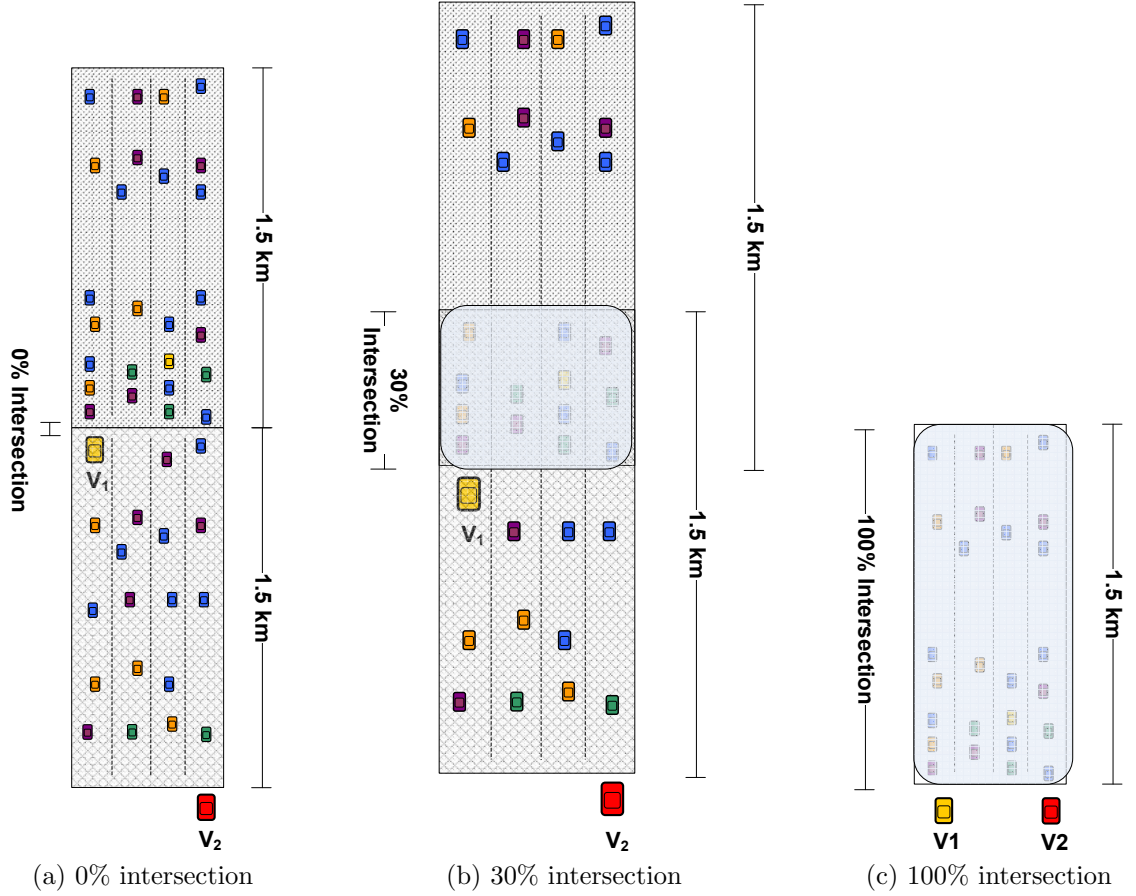 1.5 km
0% Intersection
V1
1.5 km
V2
(a) 0% intersection
1.5 km
30%
Intersection
V1
1.5 km
V2
(b) 30% intersection
100% Intersection
1.5 km
V1
V2
(c) 100% intersection